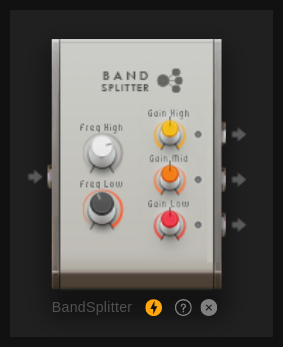 BAND
SPLITTER
Gain High
Freq High
Gain Mid
Freq Low
Gain Low
BandSplitter
?